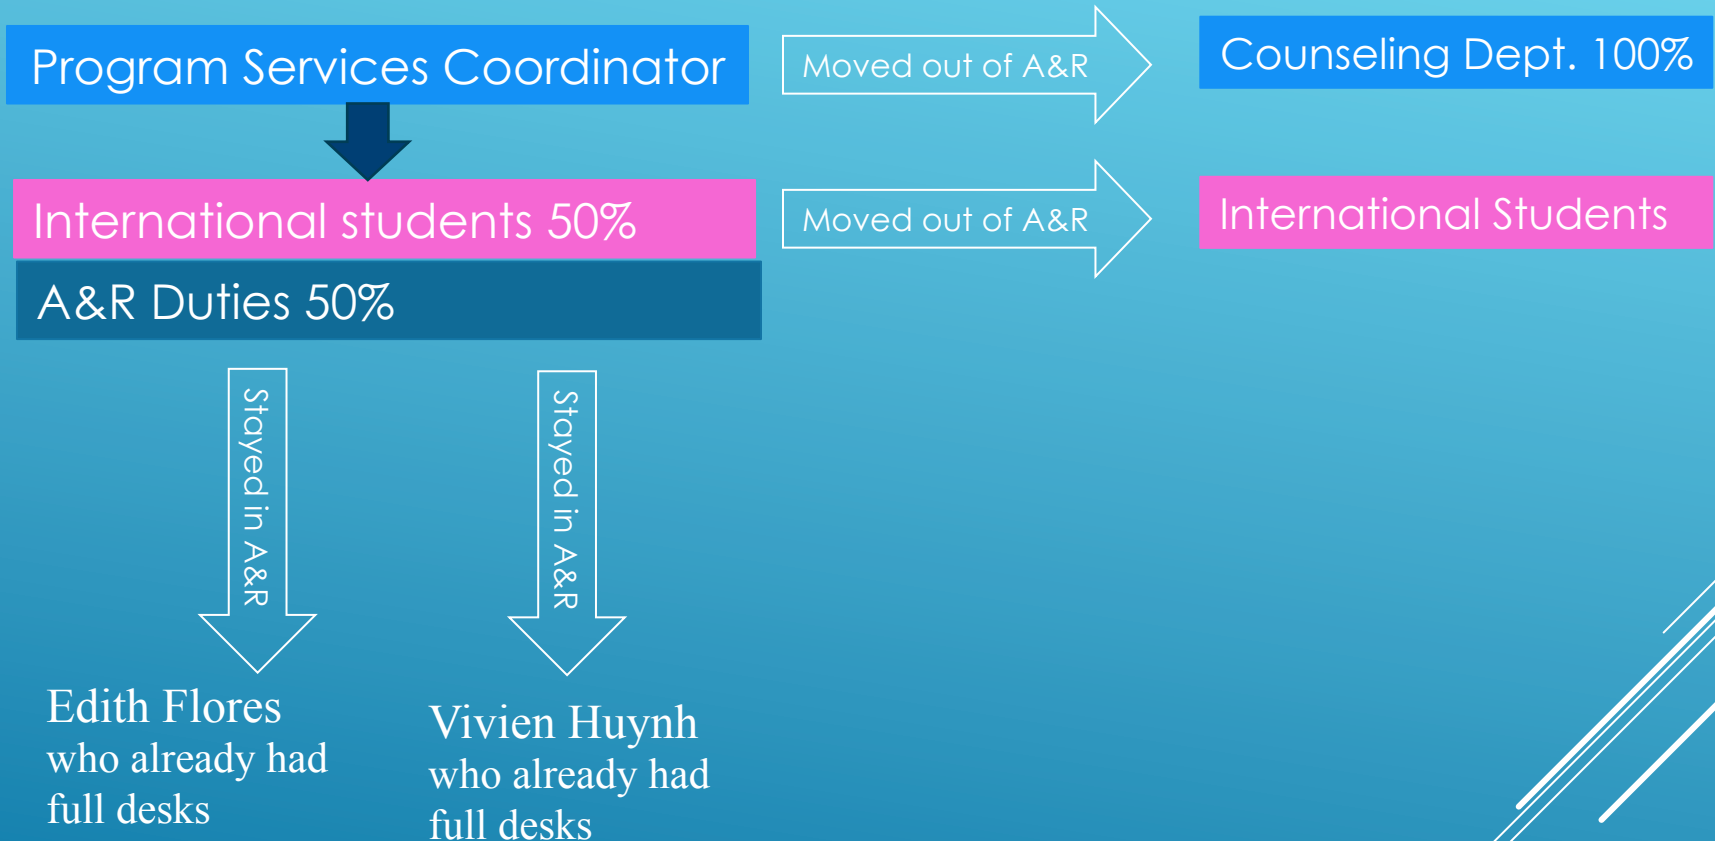 Program Services Coordinator
Moved out of A&R
Counseling Dept. 100%
International students 50%
Moved out of A&R
International Students
A&R Duties 50%
Stayed in A&R
Stayed in A&R
Edith Flores
who already had
full desks
Vivien Huynh
who already had
full desks